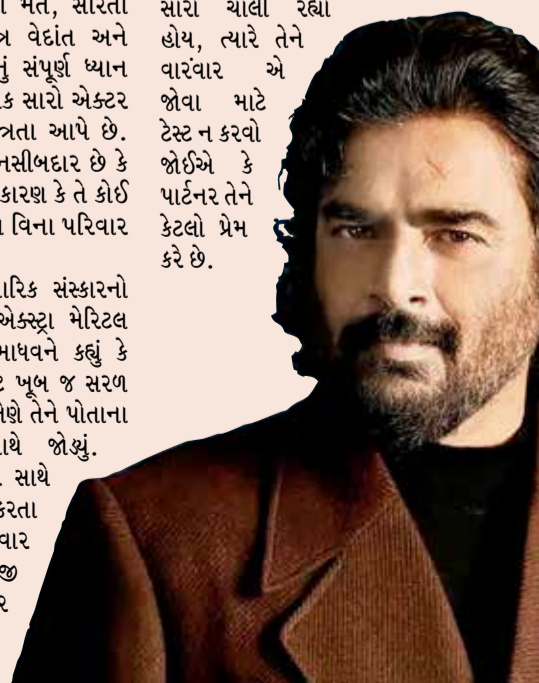 મત, સરિતા
વેદાંત અને
નું સંપૂર્ણ ધ્યાન
ક સારો એક્ટર
ત્રતા આપે છે.
નસીબદાર છે કે
કારણ કે તે કોઈ
વિના પરિવાર
ારિક સંસ્કારનો
એક્સ્ટ્રા મેરિટલ
માધવને કહ્યું કે
ખૂબ જ સરળ
ેણે તેને પોતાના
ાથે જોડ્યું.
સાથે
કરતા
વાર
જી
ર
સારા ચાલી રહ્યા
હોય, ત્યારે તેને
વારંવાર એ
જોવા માટે
ટેસ્ટ ન કરવો
જોઈએ કે
પાર્ટનર તેને
કેટલો પ્રેમ
કરે છે.